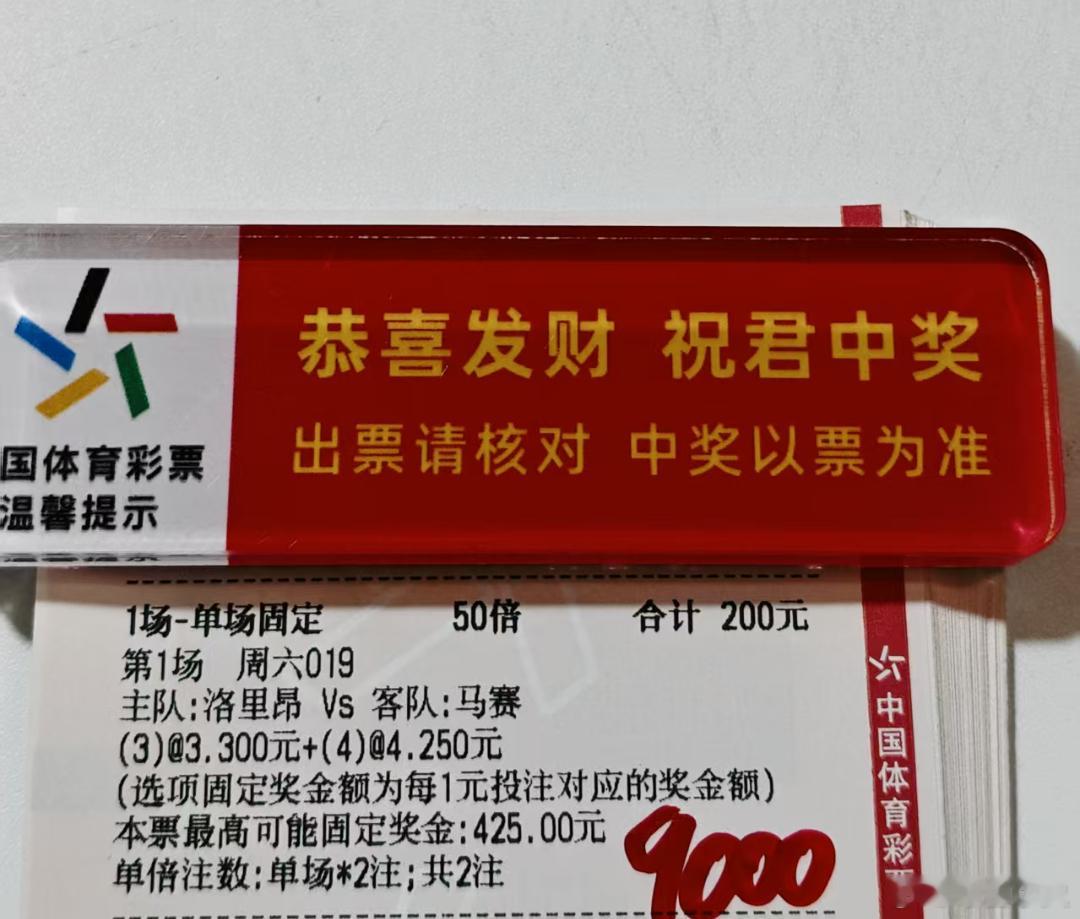 恭喜发财 祝君中奖
出票请核对 中奖以票为准
国体育彩票
温馨提示
1场-单场固定 50倍 合计 200元
第1场 周六019
主队:洛里昂 Vs 客队:马赛
(3)@3.300元+(4)@4.250元
(选项固定奖金额为每1元投注对应的奖金额)
本票最高可能固定奖金:425.00元
单倍注数:单场*2注;共2注
9000
中国体育彩